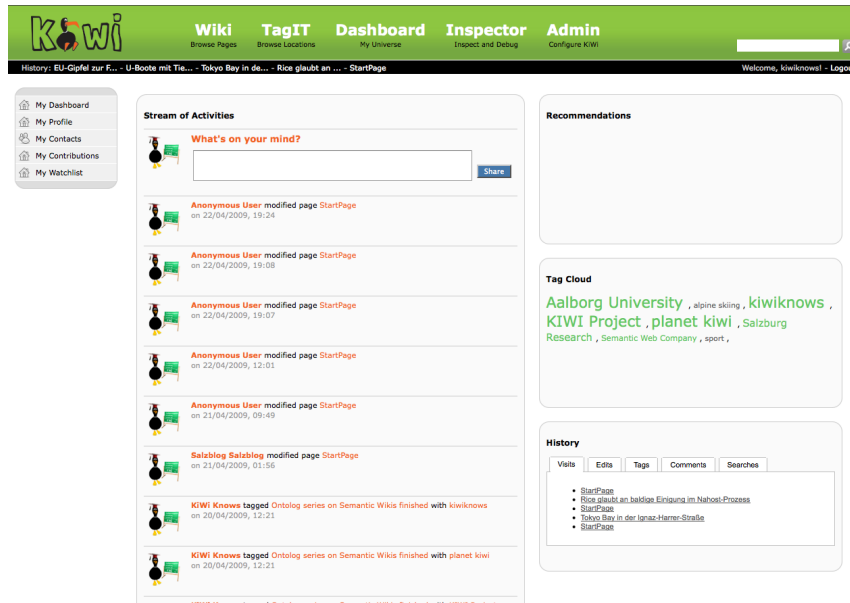 KiWi
Wiki TagIT Dashboard Inspector Admin
Browse Pages Browse Locations My Universe Inspect and Debug Configure KiWi
History: EU-Gipfel zur F... - U-Boote mit Tie... - Tokyo Bay in de... - Rice glaubt an ... - StartPage
Welcome, kiwiknows! - Logou
My Dashboard
My Profile
My Contacts
My Contributions
My Watchlist
Stream of Activities
What's on your mind?
Share
Anonymous User modified page StartPage
on 22/04/2009, 19:24
Anonymous User modified page StartPage
on 22/04/2009, 19:08
Anonymous User modified page StartPage
on 22/04/2009, 19:07
Anonymous User modified page StartPage
on 22/04/2009, 12:01
Anonymous User modified page StartPage
on 21/04/2009, 09:49
Salzblog Salzblog modified page StartPage
on 21/04/2009, 01:56
KiWi Knows tagged Ontolog series on Semantic Wikis finished with kiwiknows
on 20/04/2009, 12:21
KiWi Knows tagged Ontolog series on Semantic Wikis finished with planet kiwi
on 20/04/2009, 12:21
Recommendations
Tag Cloud
Aalborg University , alpine skiing , kiwiknows ,
KIWI Project , planet kiwi , Salzburg
Research , Semantic Web Company , sport ,
History
Visits Edits Tags Comments Searches
StartPage
Rice glaubt an baldige Einigung im Nahost-Prozess
StartPage
Tokyo Bay in der Ignaz-Harrer-Straße
StartPage